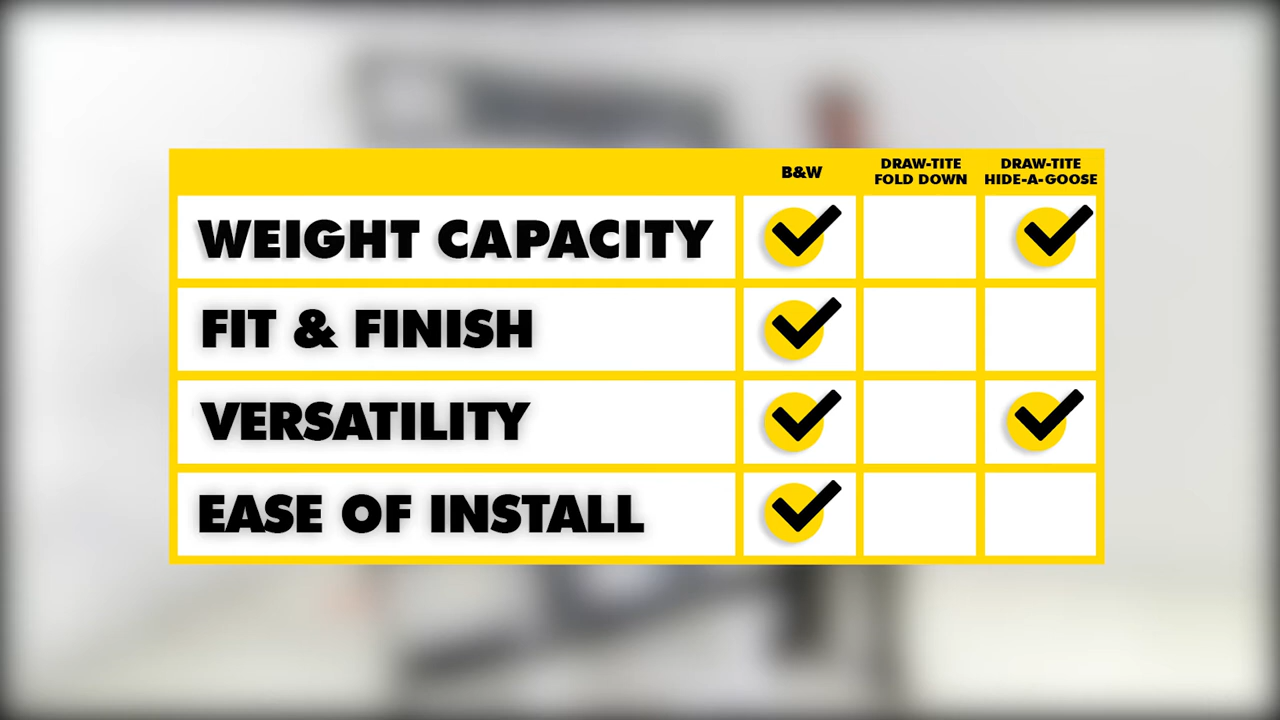 B&W
DRAW-TITE
FOLD DOWN
DRAW-TITE
HIDE-A-GOOSE
WEIGHT CAPACITY
FIT & FINISH
VERSATILITY
EASE OF INSTALL